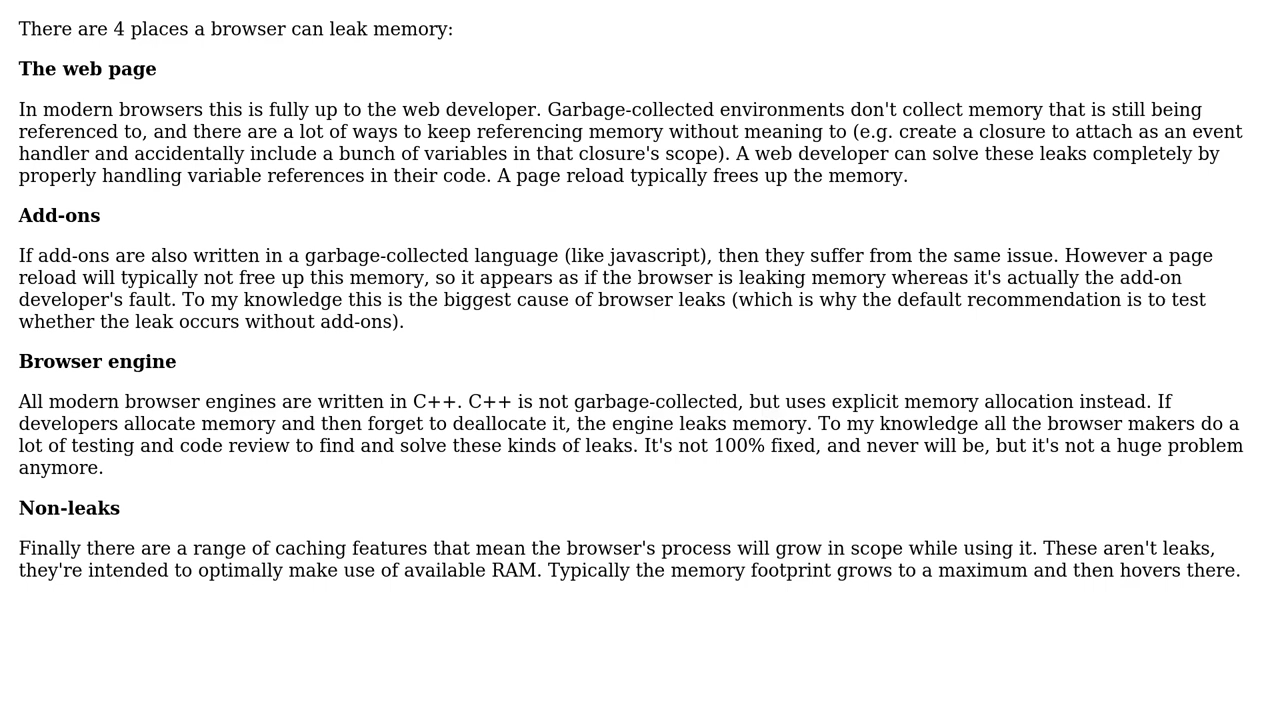 There are 4 places a browser can leak memory:
The web page
In modern browsers this is fully up to the web developer. Garbage-collected environments don't collect memory that is still being
referenced to, and there are a lot of ways to keep referencing memory without meaning to (e.g. create a closure to attach as an event
handler and accidentally include a bunch of variables in that closure's scope). A web developer can solve these leaks completely by
properly handling variable references in their code. A page reload typically frees up the memory.
Add-ons
If add-ons are also written in a garbage-collected language (like javascript), then they suffer from the same issue. However a page
reload will typically not free up this memory, so it appears as if the browser is leaking memory whereas it's actually the add-on
developer's fault. To my knowledge this is the biggest cause of browser leaks (which is why the default recommendation is to test
whether the leak occurs without add-ons).
Browser engine
All modern browser engines are written in C++. C++ is not garbage-collected, but uses explicit memory allocation instead. If
developers allocate memory and then forget to deallocate it, the engine leaks memory. To my knowledge all the browser makers do a
lot of testing and code review to find and solve these kinds of leaks. It's not 100% fixed, and never will be, but it's not a huge problem
anymore.
Non-leaks
Finally there are a range of caching features that mean the browser's process will grow in scope while using it. These aren't leaks,
they're intended to optimally make use of available RAM. Typically the memory footprint grows to a maximum and then hovers there.